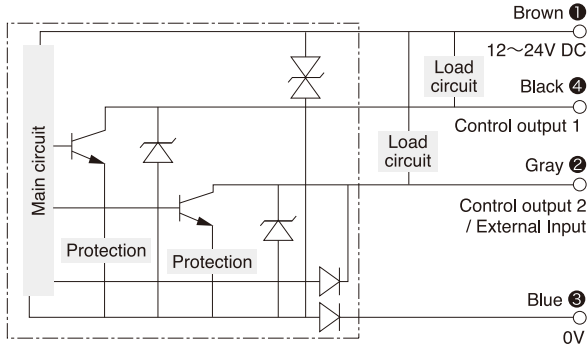 Brown ❶
12～24V DC
Load
circuit
Black ❹
Control output 1
Load
circuit
Gray ❷
Control output 2
/ External Input
Main circuit
Protection
Protection
Blue ❸
0V